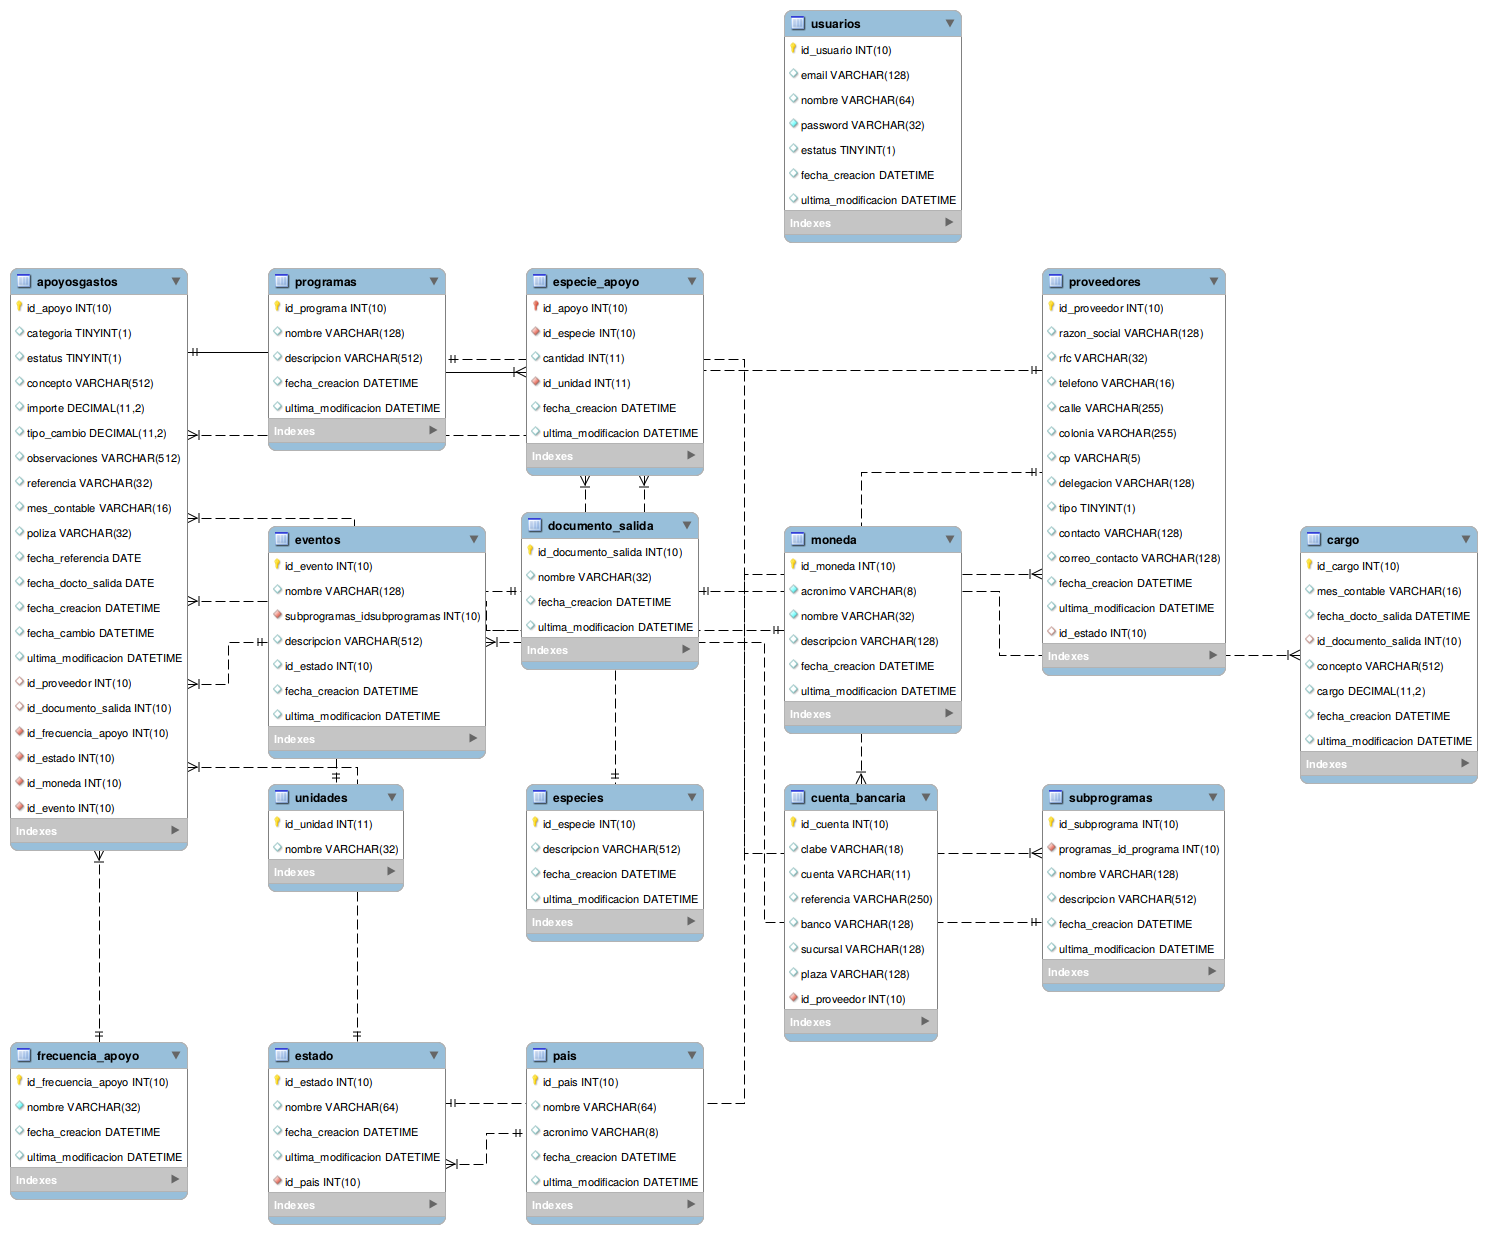 usuarios
id_usuario INT(10)
email VARCHAR(128)
nombre VARCHAR(64)
password VARCHAR(32)
estatus TINYINT(1)
fecha_creacion DATETIME
ultima_modificacion DATETIME
Indexes
apoyosgastos
id_apoyo INT(10)
categoria TINYINT(1)
estatus TINYINT(1)
concepto VARCHAR(512)
importe DECIMAL(11,2)
tipo_cambio DECIMAL(11,2)
observaciones VARCHAR(512)
referencia VARCHAR(32)
mes_contable VARCHAR(16)
poliza VARCHAR(32)
fecha_referencia DATE
fecha_docto_salida DATE
fecha_creacion DATETIME
fecha_cambio DATETIME
ultima_modificacion DATETIME
id_proveedor INT(10)
id_documento_salida INT(10)
id_frecuencia_apoyo INT(10)
id_estado INT(10)
id_moneda INT(10)
id_evento INT(10)
Indexes
programas
id_programa INT(10)
nombre VARCHAR(128)
descripcion VARCHAR(512)
fecha_creacion DATETIME
ultima_modificacion DATETIME
Indexes
especie_apoyo
id_apoyo INT(10)
id_especie INT(10)
cantidad INT(11)
id_unidad INT(11)
fecha_creacion DATETIME
ultima_modificacion DATETIME
Indexes
proveedores
id_proveedor INT(10)
razon_social VARCHAR(128)
rfc VARCHAR(32)
telefono VARCHAR(16)
calle VARCHAR(255)
colonia VARCHAR(255)
cp VARCHAR(5)
delegacion VARCHAR(128)
tipo TINYINT(1)
contacto VARCHAR(128)
correo_contacto VARCHAR(128)
fecha_creacion DATETIME
ultima_modificacion DATETIME
id_estado INT(10)
Indexes
eventos
id_evento INT(10)
nombre VARCHAR(128)
subprogramas_idsubprogramas INT(10)
descripcion VARCHAR(512)
id_estado INT(10)
fecha_creacion DATETIME
ultima_modificacion DATETIME
Indexes
documento_salida
id_documento_salida INT(10)
nombre VARCHAR(32)
fecha_creacion DATETIME
ultima_modificacion DATETIME
Indexes
moneda
id_moneda INT(10)
acronimo VARCHAR(8)
nombre VARCHAR(32)
descripcion VARCHAR(128)
fecha_creacion DATETIME
ultima_modificacion DATETIME
Indexes
cargo
id_cargo INT(10)
mes_contable VARCHAR(16)
fecha_docto_salida DATETIME
id_documento_salida INT(10)
concepto VARCHAR(512)
cargo DECIMAL(11,2)
fecha_creacion DATETIME
ultima_modificacion DATETIME
Indexes
unidades
id_unidad INT(11)
nombre VARCHAR(32)
Indexes
especies
id_especie INT(10)
descripcion VARCHAR(512)
fecha_creacion DATETIME
ultima_modificacion DATETIME
Indexes
cuenta_bancaria
id_cuenta INT(10)
clabe VARCHAR(18)
cuenta VARCHAR(11)
referencia VARCHAR(250)
banco VARCHAR(128)
sucursal VARCHAR(128)
plaza VARCHAR(128)
id_proveedor INT(10)
Indexes
subprogramas
id_subprograma INT(10)
programas_id_programa INT(10)
nombre VARCHAR(128)
descripcion VARCHAR(512)
fecha_creacion DATETIME
ultima_modificacion DATETIME
Indexes
frecuencia_apoyo
id_frecuencia_apoyo INT(10)
nombre VARCHAR(32)
fecha_creacion DATETIME
ultima_modificacion DATETIME
Indexes
estado
id_estado INT(10)
nombre VARCHAR(64)
fecha_creacion DATETIME
ultima_modificacion DATETIME
id_pais INT(10)
Indexes
pais
id_pais INT(10)
nombre VARCHAR(64)
acronimo VARCHAR(8)
fecha_creacion DATETIME
ultima_modificacion DATETIME
Indexes